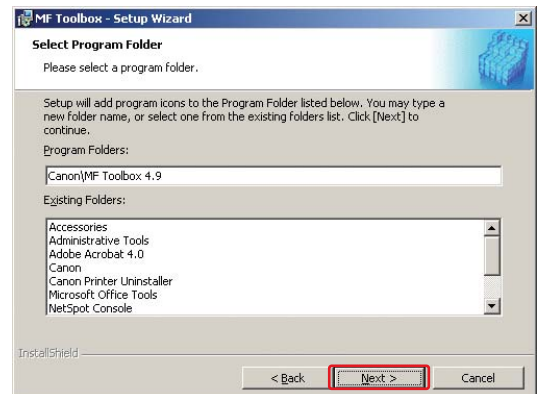 MF Toolbox - Setup Wizard
Select Program Folder
Please select a program folder.
Setup will add program icons to the Program Folder listed below. You may type a
new folder name, or select one from the existing folders list. Click [Next] to
continue.
Program Folders:
Canon\MF Toolbox 4.9
Existing Folders:
Accessories
Administrative Tools
Adobe Acrobat 4.0
Canon
Canon Printer Uninstaller
Microsoft Office Tools
NetSpot Console
InstallShield
< Back Next > Cancel